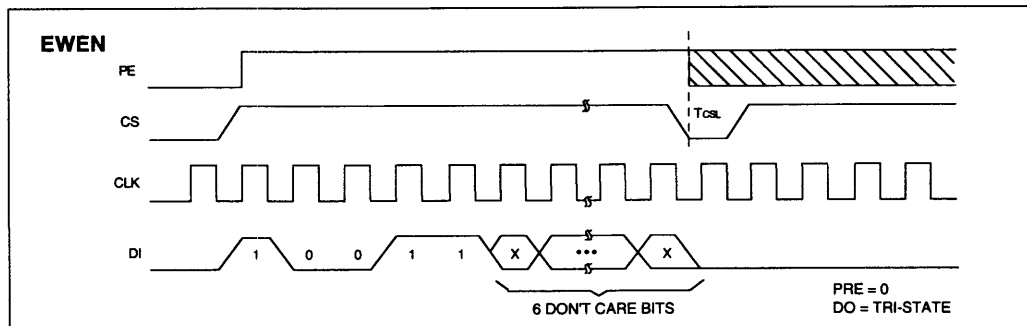 EWEN
PE
CS
TCSL
CLK
DI
1 0 0 1 1 X ••• X
6 DON'T CARE BITS
PRE = 0
DO = TRI-STATE